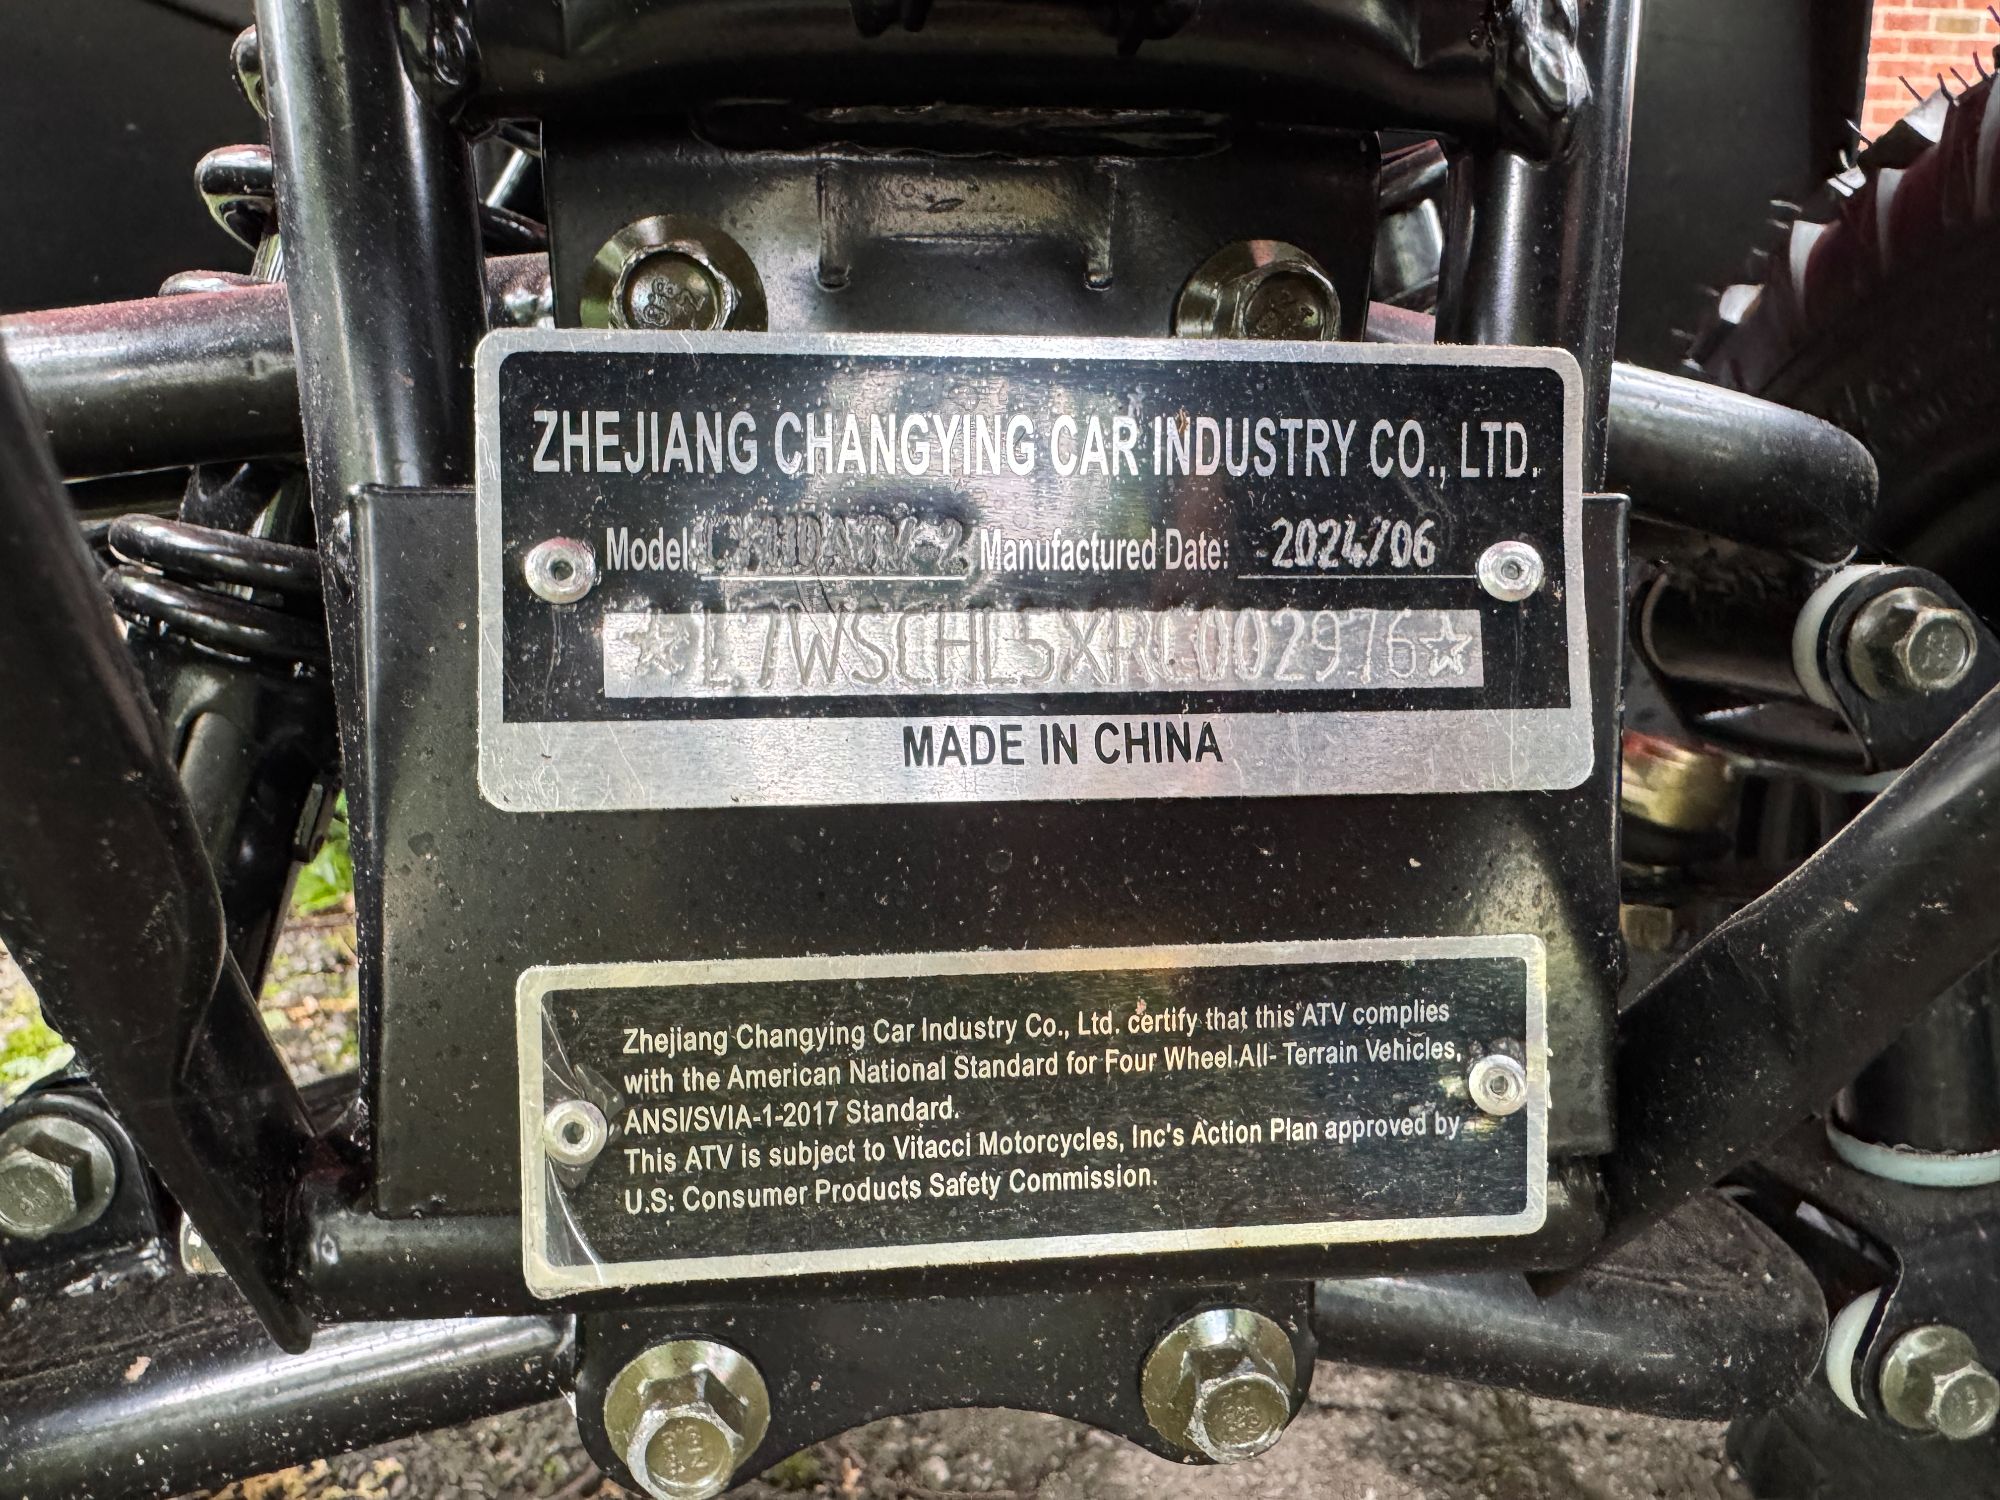 ZHEJIANG CHANGYING CAR INDUSTRY CO., LTD.
Model: Manufactured Date: 2024/06
☆L7WSCHL5XRC002976☆
MADE IN CHINA
Zhejiang Changying Car Industry Co., Ltd. certify that this ATV complies
with the American National Standard for Four Wheel All- Terrain Vehicles,
ANSI/SVIA-1-2017 Standard.
This ATV is subject to Vitacci Motorcycles, Inc's Action Plan approved by
U.S: Consumer Products Safety Commission.